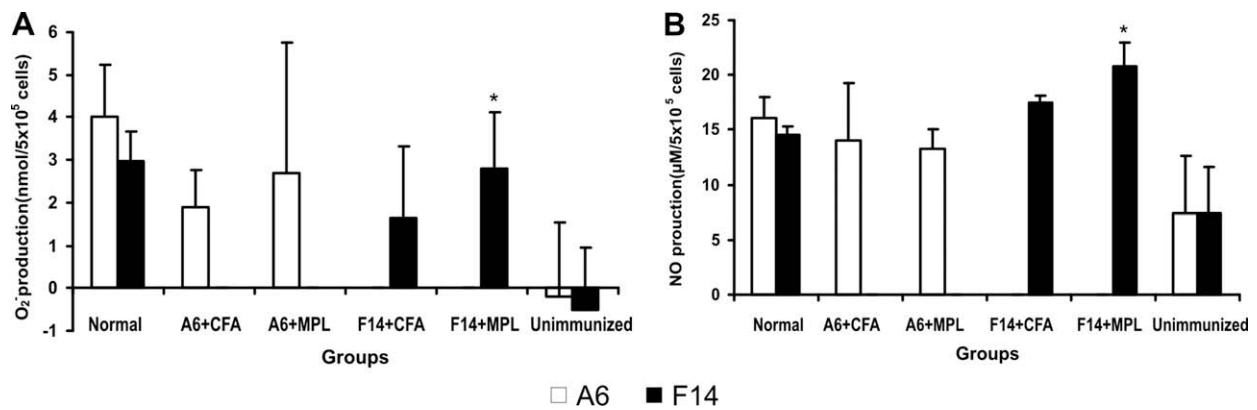 A
O₂⁻production(nmol/5x10⁵ cells)
6
5
4
3
2
1
0
-1
Normal A6+CFA A6+MPL F14+CFA F14+MPL Unimmunized
Groups
*
B
NO prouction(µM/5x10⁵ cells)
25
20
15
10
5
0
Normal A6+CFA A6+MPL F14+CFA F14+MPL Unimmunized
Groups
*
A6 F14